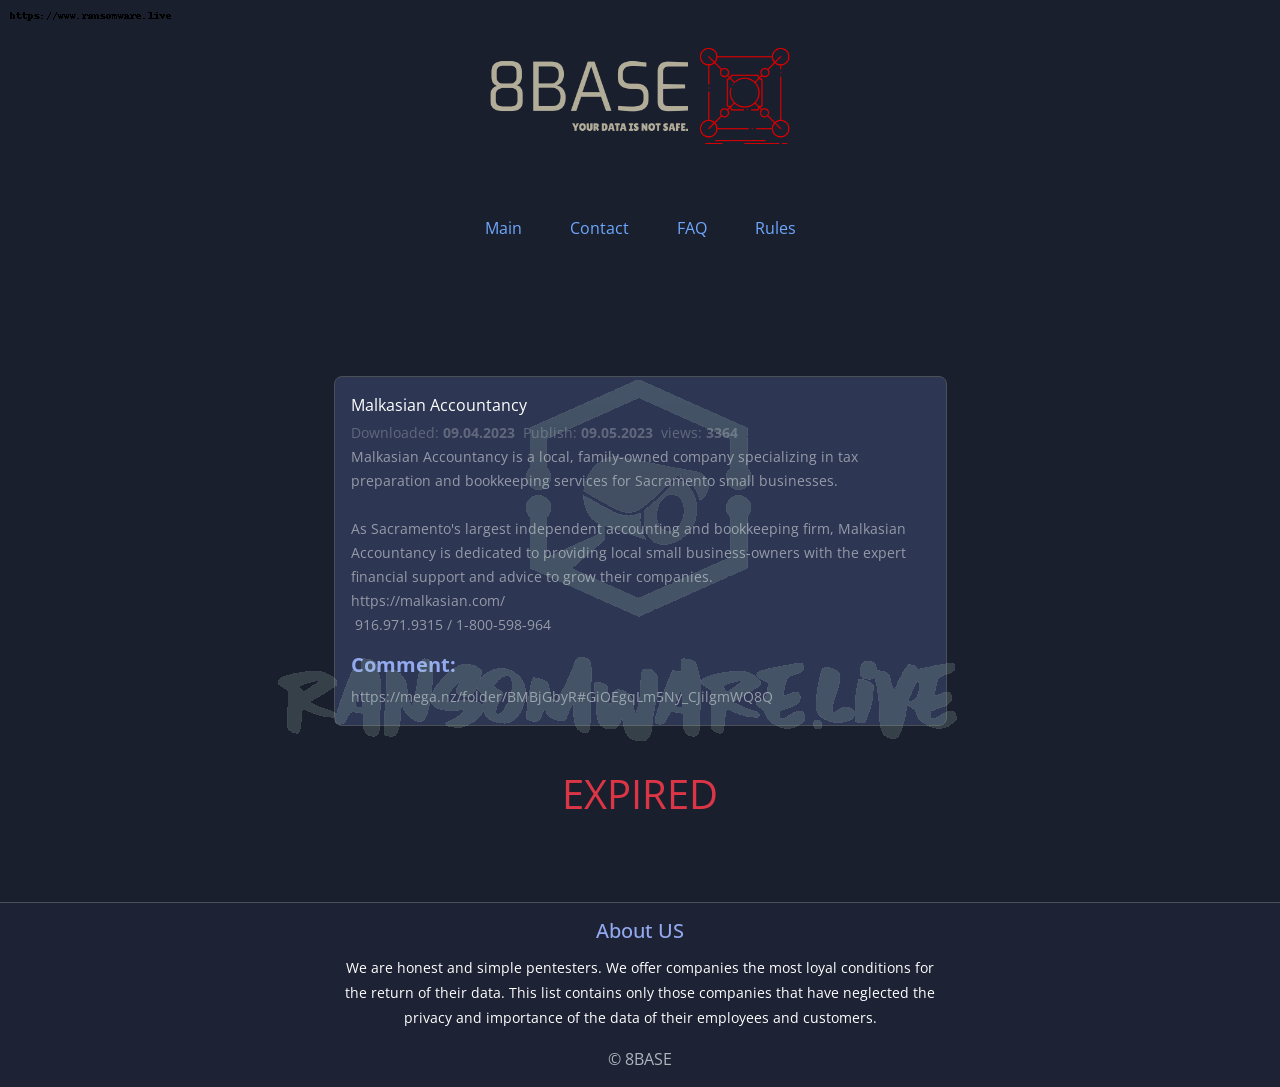 https://www.ransomware.live
8BASE
YOUR DATA IS NOT SAFE.
Main Contact FAQ Rules
Malkasian Accountancy
Downloaded: 09.04.2023 Publish: 09.05.2023 views: 3364
Malkasian Accountancy is a local, family-owned company specializing in tax
preparation and bookkeeping services for Sacramento small businesses.
As Sacramento's largest independent accounting and bookkeeping firm, Malkasian
Accountancy is dedicated to providing local small business-owners with the expert
financial support and advice to grow their companies.
https://malkasian.com/
916.971.9315 / 1-800-598-964
Comment:
https://mega.nz/folder/BMBjGbyR#GiOEgqLm5Ny_CJilgmWQ8Q
RANSOMWARE.LIVE
EXPIRED
About US
We are honest and simple pentesters. We offer companies the most loyal conditions for
the return of their data. This list contains only those companies that have neglected the
privacy and importance of the data of their employees and customers.
© 8BASE